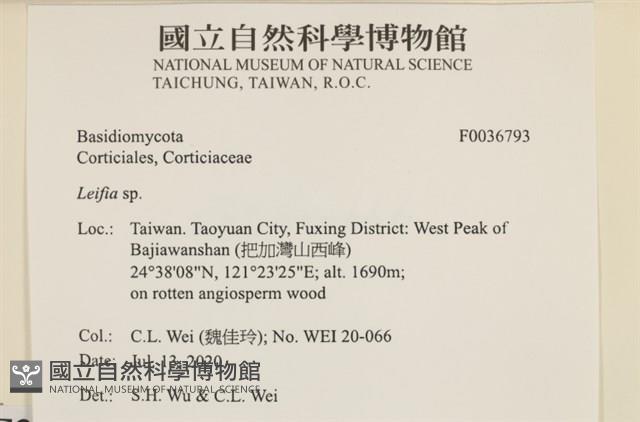 國立自然科學博物館
NATIONAL MUSEUM OF NATURAL SCIENCE
TAICHUNG, TAIWAN, R.O.C.
Basidiomycota F0036793
Corticiales, Corticiaceae
Leifia sp.
Loc.: Taiwan. Taoyuan City, Fuxing District: West Peak of
Bajiawanshan (把加灣山西峰)
24°38'08"N, 121°23'25"E; alt. 1690m;
on rotten angiosperm wood
Col.: C.L. Wei (魏佳玲); No. WEI 20-066
Date: Jul. 13, 2020
國立自然科學博物館
NATIONAL MUSEUM OF NATURAL SCIENCE
Det.: S.H. Wu & C.L. Wei